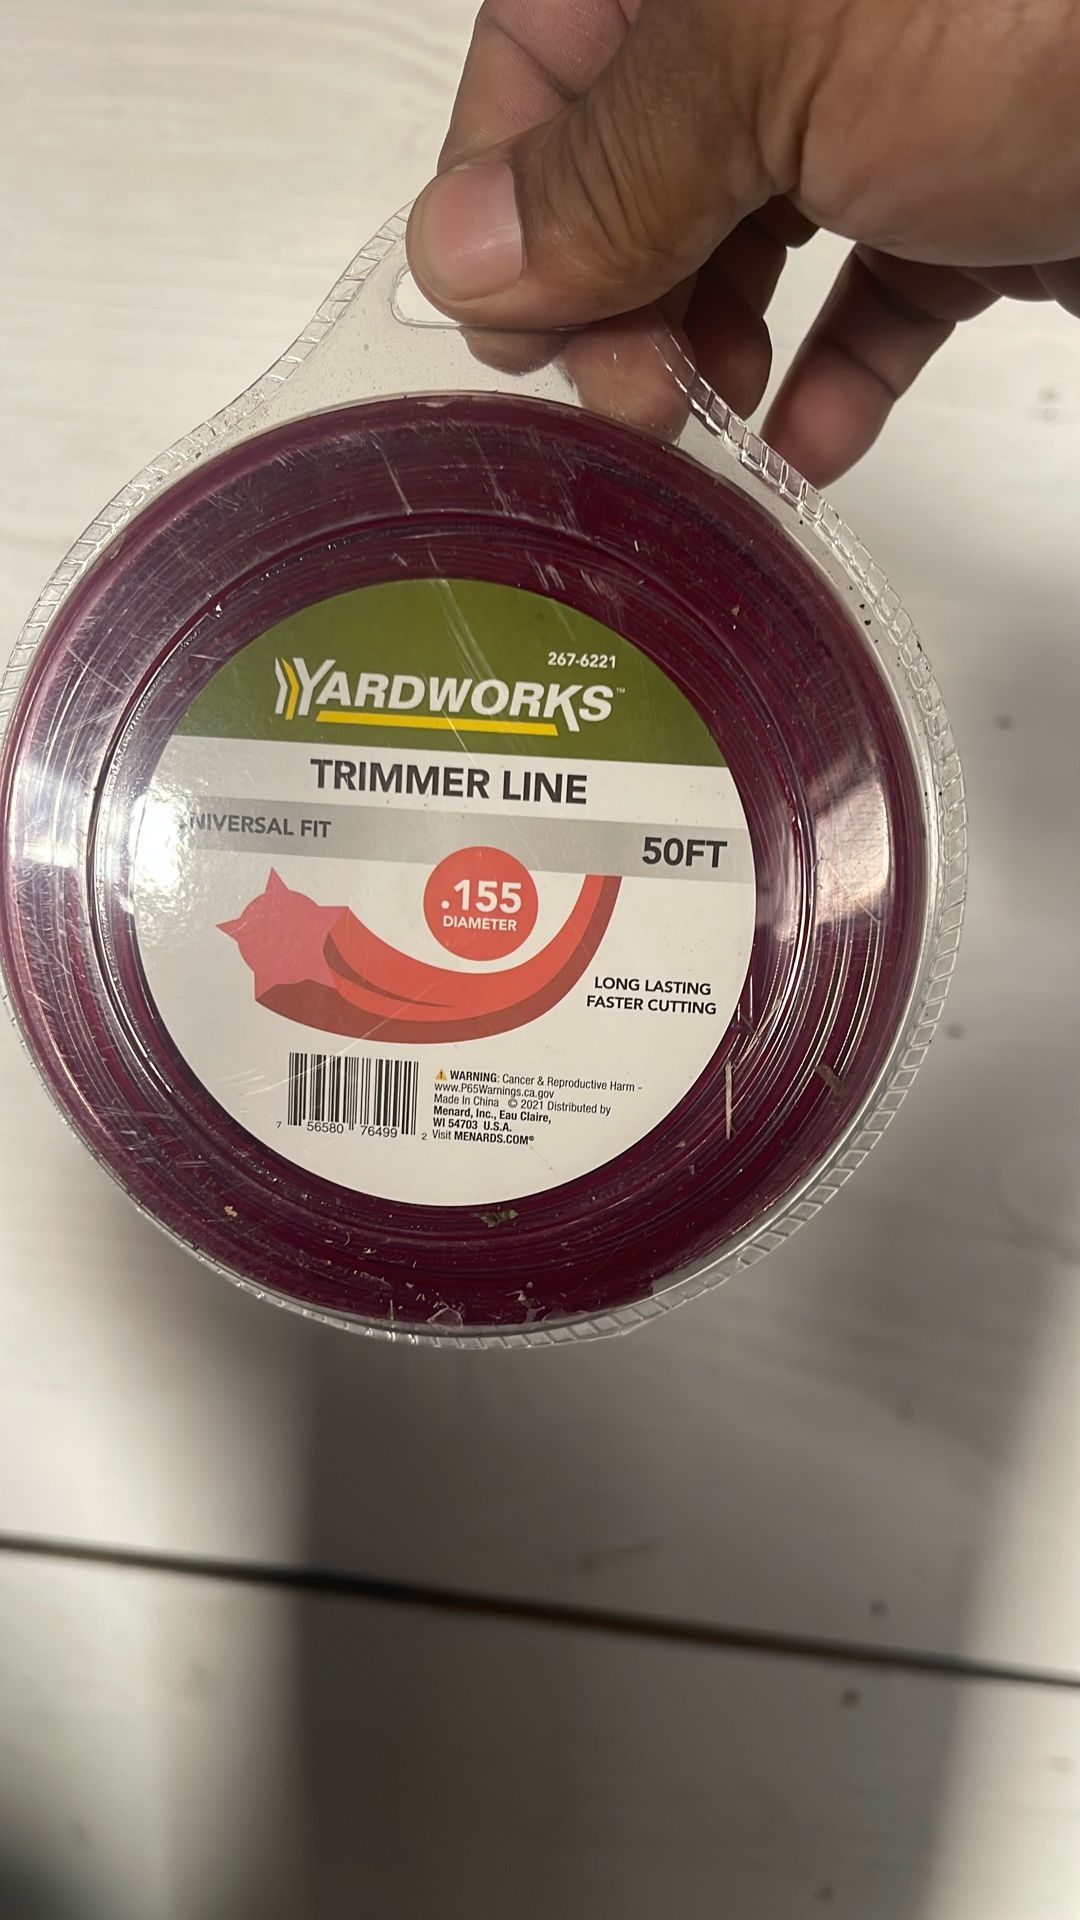 267-6221
YARDWORKS™
TRIMMER LINE
NIVERSAL FIT
50FT
.155
DIAMETER
LONG LASTING
FASTER CUTTING
⚠ WARNING: Cancer & Reproductive Harm -
www.P65Warnings.ca.gov
Made In China © 2021 Distributed by
Menard, Inc., Eau Claire,
WI 54703 U.S.A.
Visit MENARDS.COM®
7 56580 76499 2